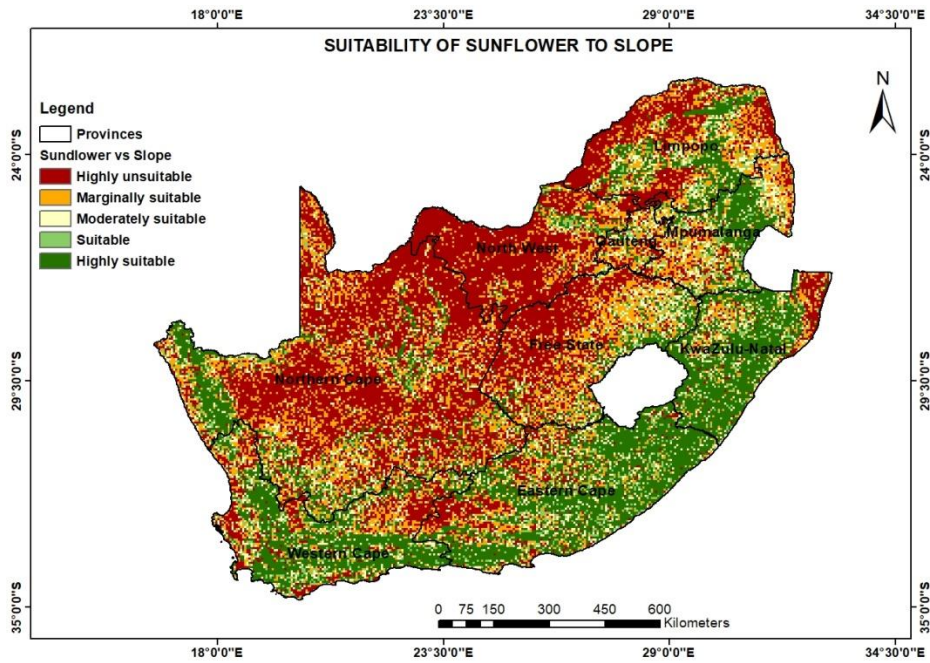 18°0'0"E 23°30'0"E 29°0'0"E 34°30'0"E
SUITABILITY OF SUNFLOWER TO SLOPE
N
Legend
Provinces
Sundlower vs Slope
Highly unsuitable
Marginally suitable
Moderately suitable
Suitable
Highly suitable
24°0'0"S
24°0'0"S
Limpopo
Mpumalanga
Gauteng
North West
Free State
KwaZulu-Natal
29°30'0"S
29°30'0"S
Northern Cape
Eastern Cape
Western Cape
35°0'0"S
35°0'0"S
0 75 150 300 450 600
Kilometers
18°0'0"E 23°30'0"E 29°0'0"E 34°30'0"E